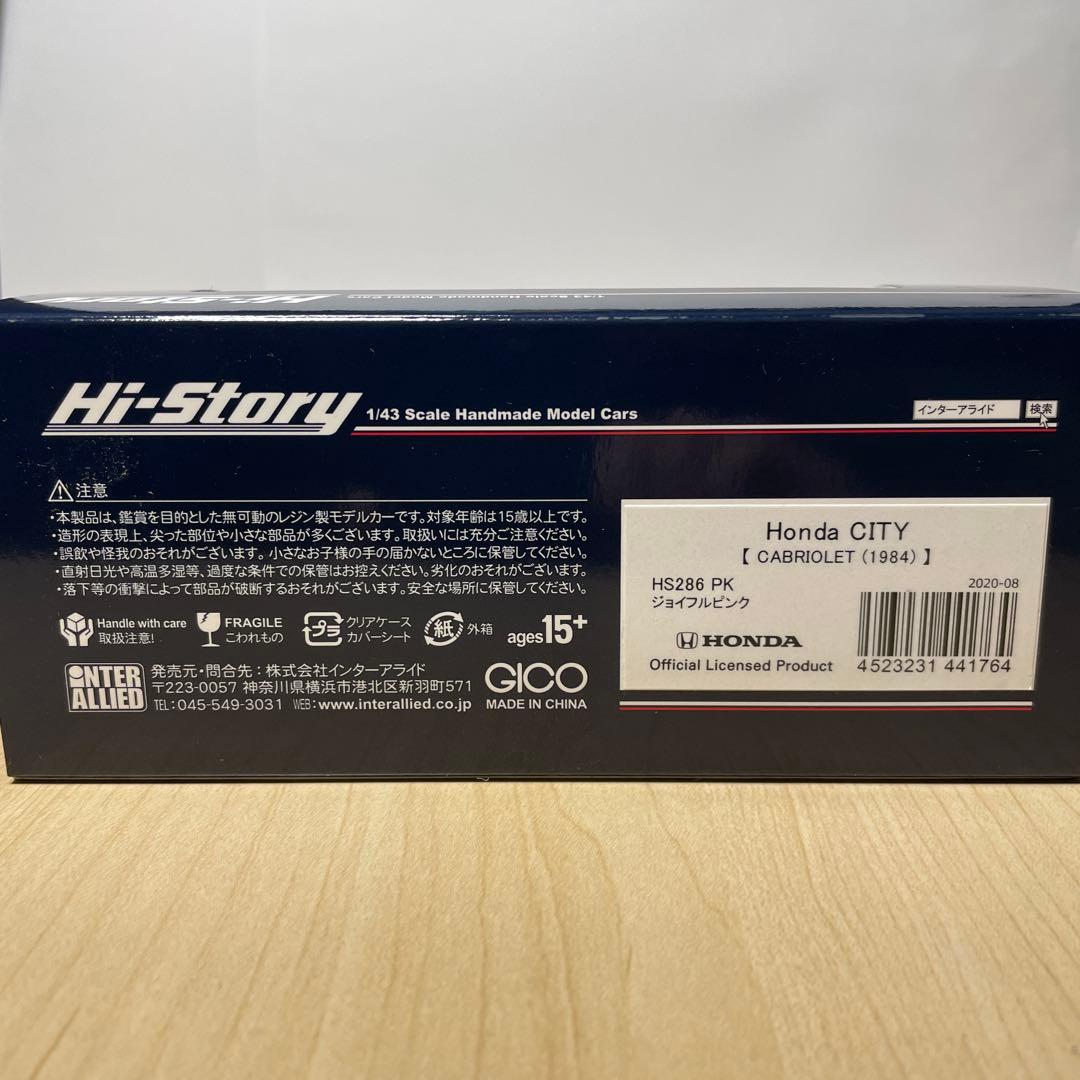 Hi-Story
1/43 Scale Handmade Model Cars
Hi-Story 1/43 Scale Handmade Model Cars
インターアライド 検索
注意
・本製品は、鑑賞を目的とした無可動のレジン製モデルカーです。対象年齢は15歳以上です。
・造形の表現上、尖った部位や小さな部品が多くございます。取扱いには充分ご注意ください。
・誤飲や怪我のおそれがございます。小さなお子様の手の届かないところに保管してください。
・直射日光や高温多湿等、過度な条件での保管はお控えください。劣化のおそれがございます。
・落下等の衝撃によって部品が破断するおそれがございます。安全な場所に保管してください。
Handle with care
取扱注意!
FRAGILE
こわれもの
プラ
クリアケース
カバーシート
紙 外箱
ages15+
INTER
ALLIED
発売元・問合先：株式会社インターアライド
〒223-0057 神奈川県横浜市港北区新羽町571
TEL：045-549-3031 WEB：www.interallied.co.jp
GICO
MADE IN CHINA
Honda CITY
【 CABRIOLET (1984) 】
HS286 PK
ジョイフルピンク
2020-08
HONDA
Official Licensed Product
4523231 441764